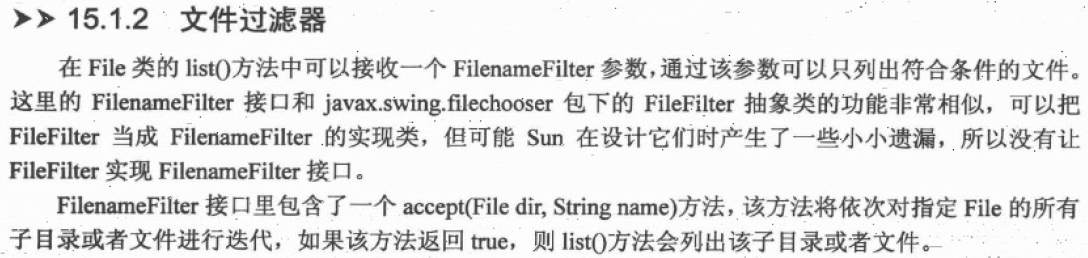 ➤➤ 15.1.2 文件过滤器
在 File 类的 list()方法中可以接收一个 FilenameFilter 参数，通过该参数可以只列出符合条件的文件。
这里的 FilenameFilter 接口和 javax.swing.filechooser 包下的 FileFilter 抽象类的功能非常相似，可以把
FileFilter 当成 FilenameFilter 的实现类，但可能 Sun 在设计它们时产生了一些小小遗漏，所以没有让
FileFilter 实现 FilenameFilter 接口。
FilenameFilter 接口里包含了一个 accept(File dir, String name)方法，该方法将依次对指定 File 的所有
子目录或者文件进行迭代，如果该方法返回 true，则 list()方法会列出该子目录或者文件。